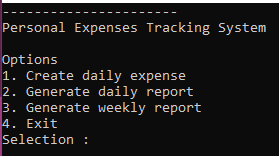 ----------------------
Personal Expenses Tracking System

Options
1. Create daily expense
2. Generate daily report
3. Generate weekly report
4. Exit
Selection :